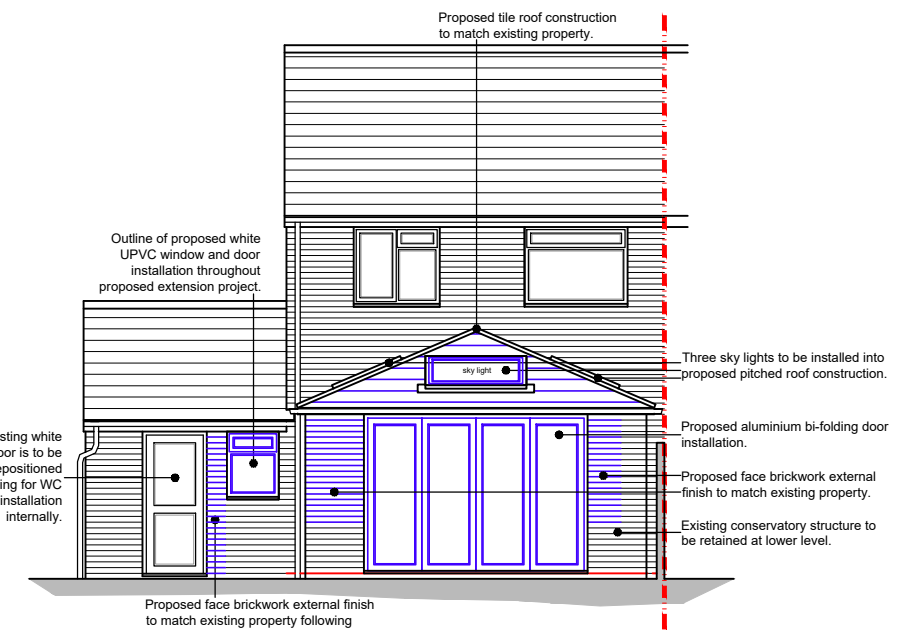 Proposed tile roof construction
to match existing property.
Outline of proposed white
UPVC window and door
installation throughout
proposed extension project.
sky light
Three sky lights to be installed into
proposed pitched roof construction.
Proposed aluminium bi-folding door
installation.
Proposed face brickwork external
finish to match existing property.
Existing conservatory structure to
be retained at lower level.
sting white
oor is to be
epositioned
ing for WC
installation
internally.
Proposed face brickwork external finish
to match existing property following